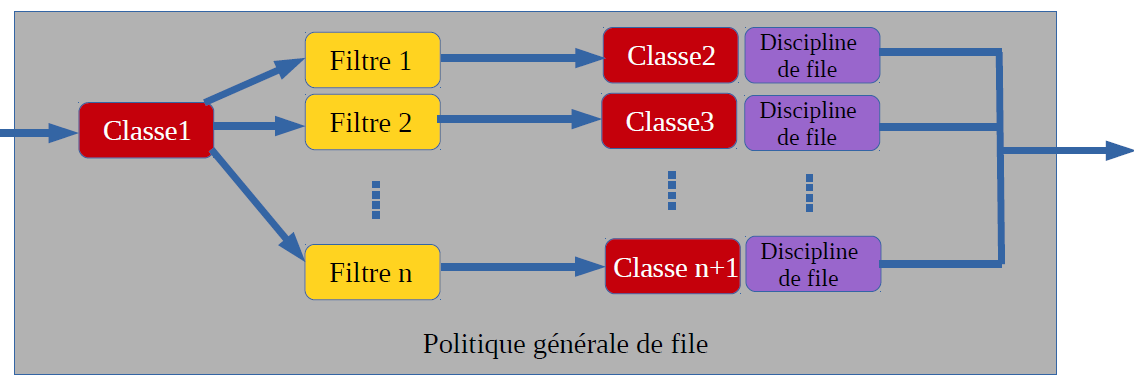 Classe1
Filtre 1
Classe2
Discipline
de file
Filtre 2
Classe3
Discipline
de file
Filtre n
Classe n+1
Discipline
de file
Politique générale de file